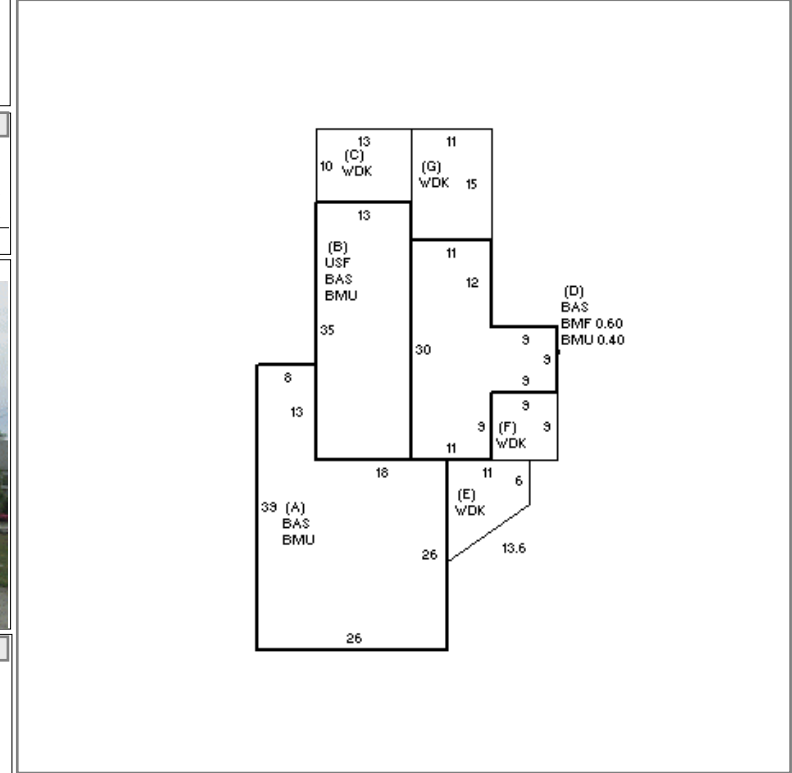 13
11
10
(C)
WDK
(G)
WDK
15
13
(B)
USF
BAS
BMU
11
12
(D)
BAS
BMF 0.60
BMU 0.40
35
30
9
9
9
8
13
9
9
(F)
WDK
9
11
18
11
6
(E)
WDK
39
(A)
BAS
BMU
26
13.6
26